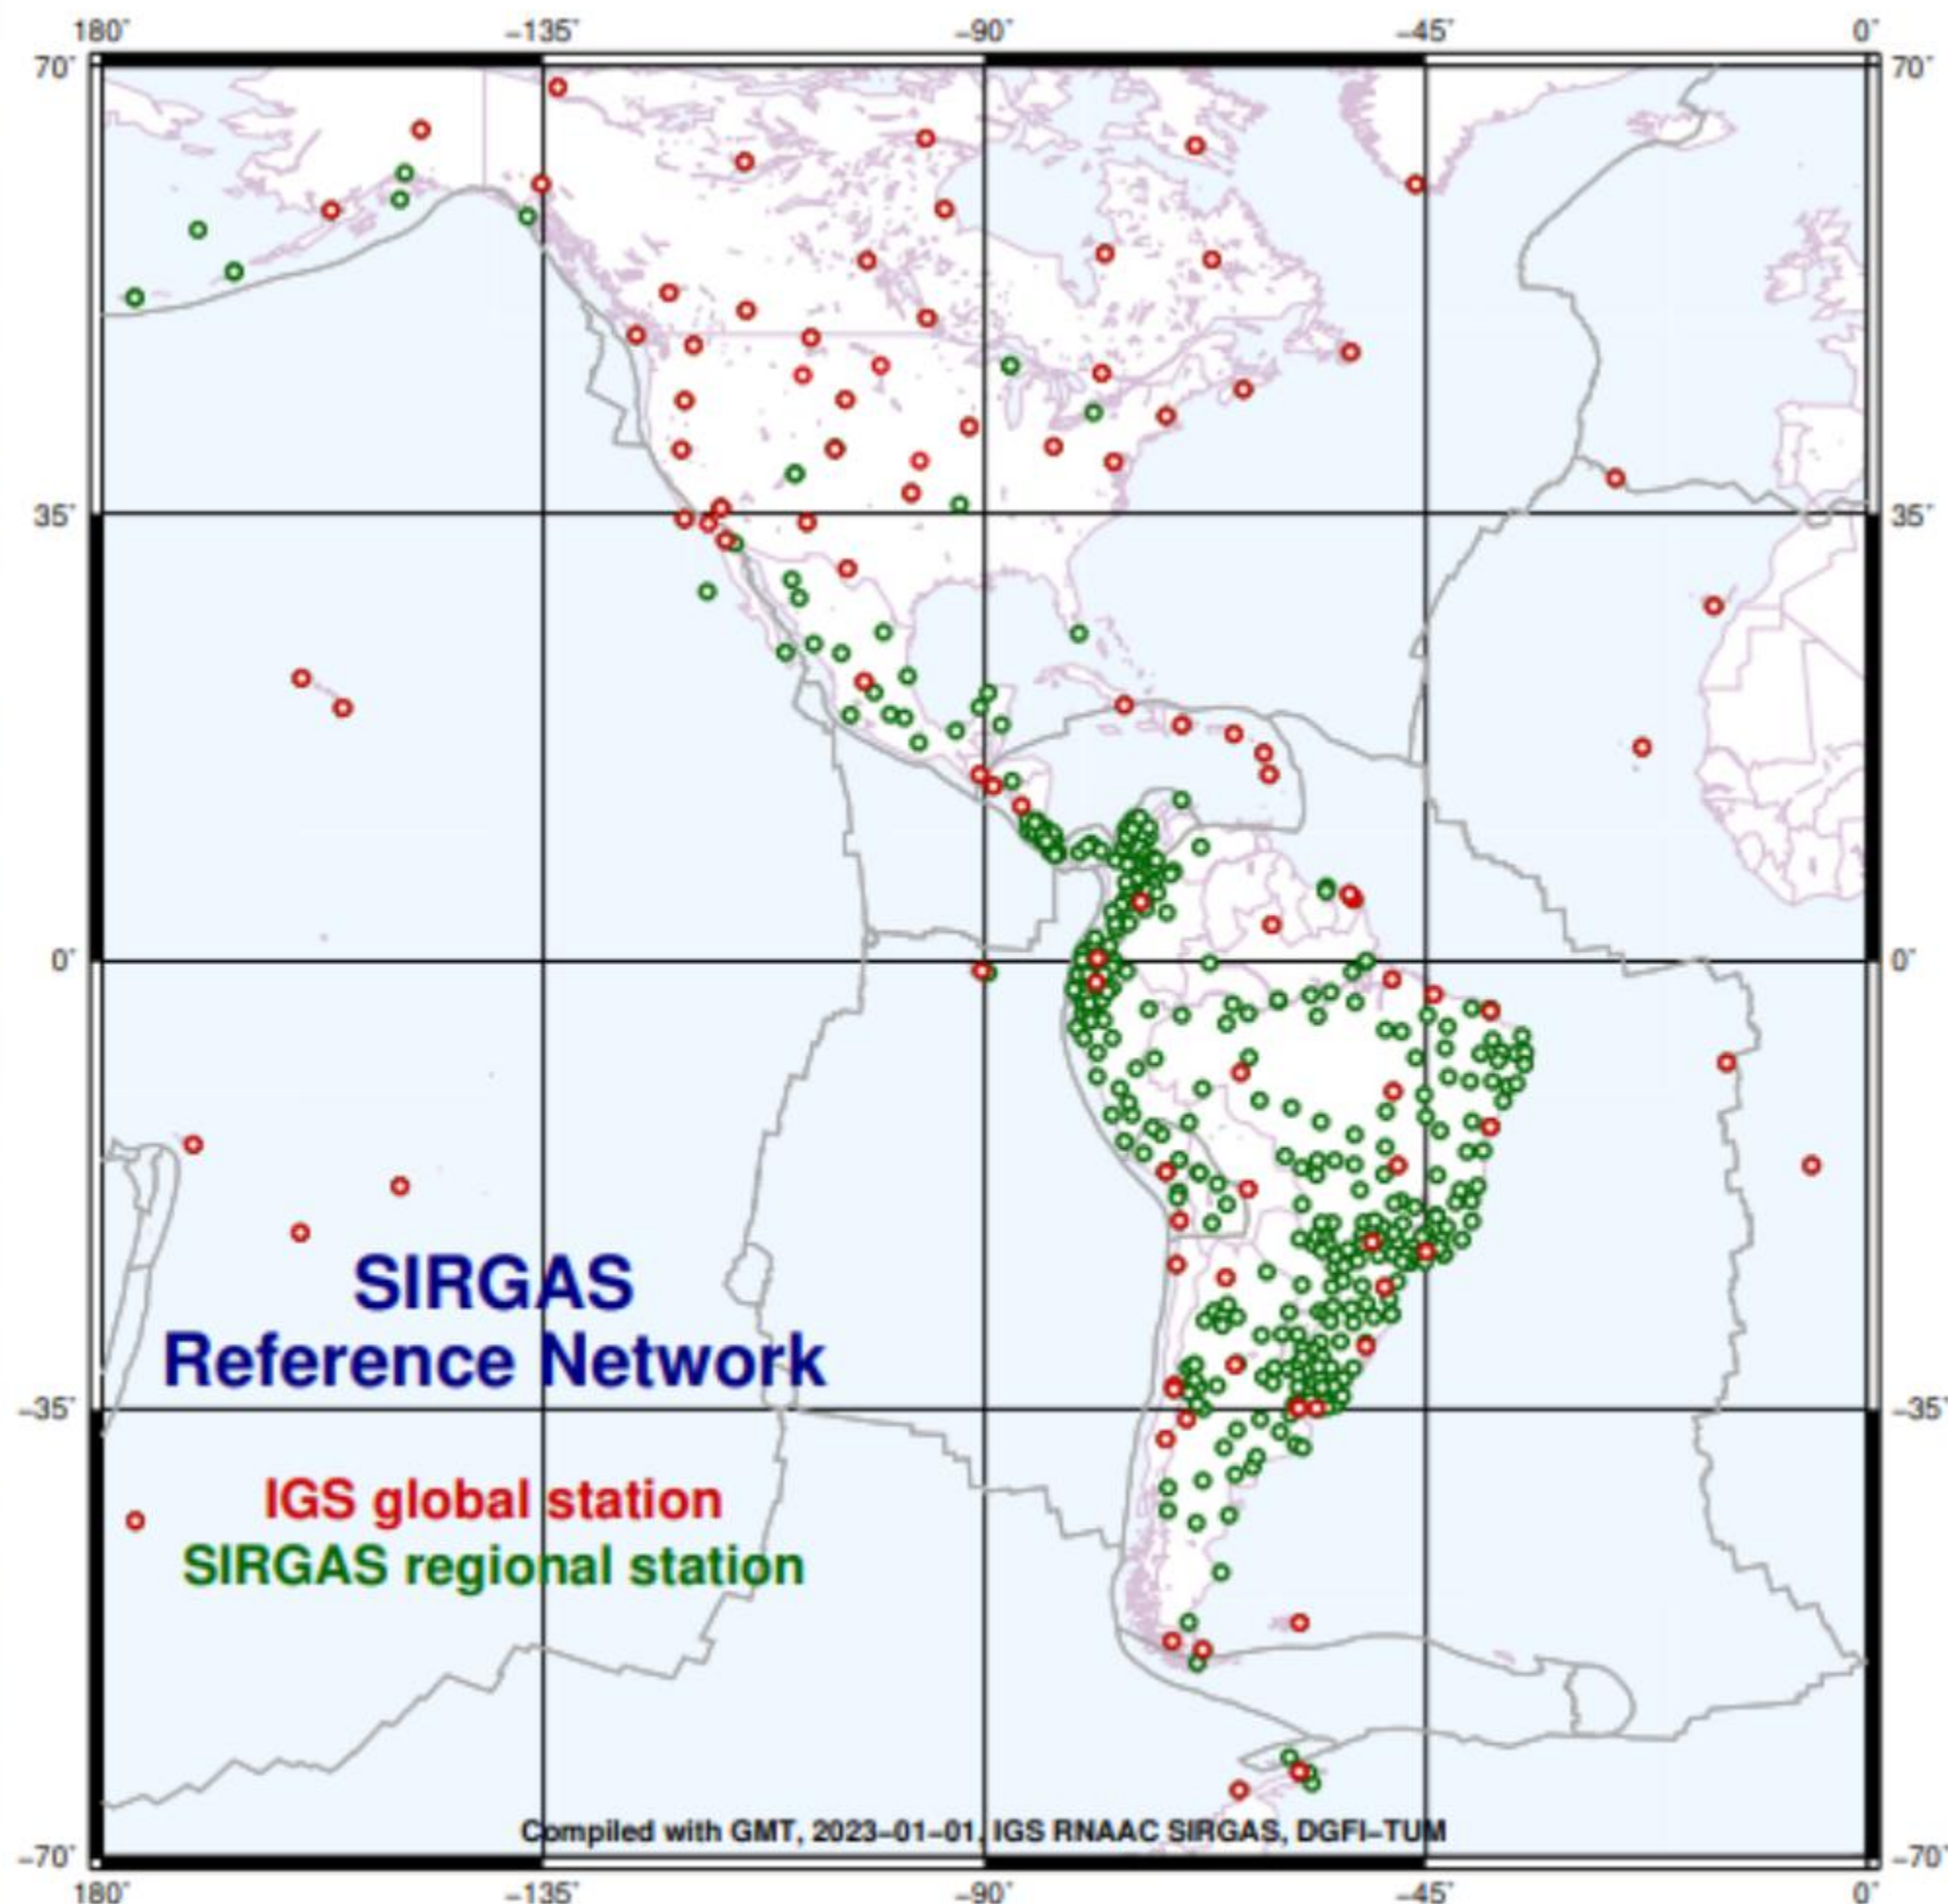 180° −135° −90° −45° 0°
70° 70°
35° 35°
0° 0°
SIRGAS
Reference Network
−35° −35°
IGS global station
SIRGAS regional station
Compiled with GMT, 2023−01−01, IGS RNAAC SIRGAS, DGFI−TUM
−70° −70°
180° −135° −90° −45° 0°